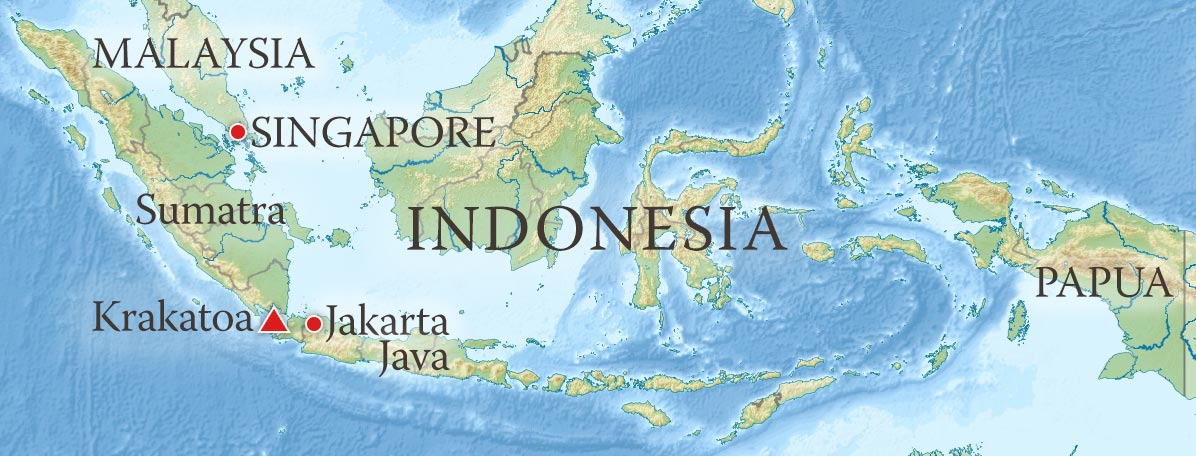 MALAYSIA
SINGAPORE
Sumatra
INDONESIA
PAPUA
Krakatoa
Jakarta
Java